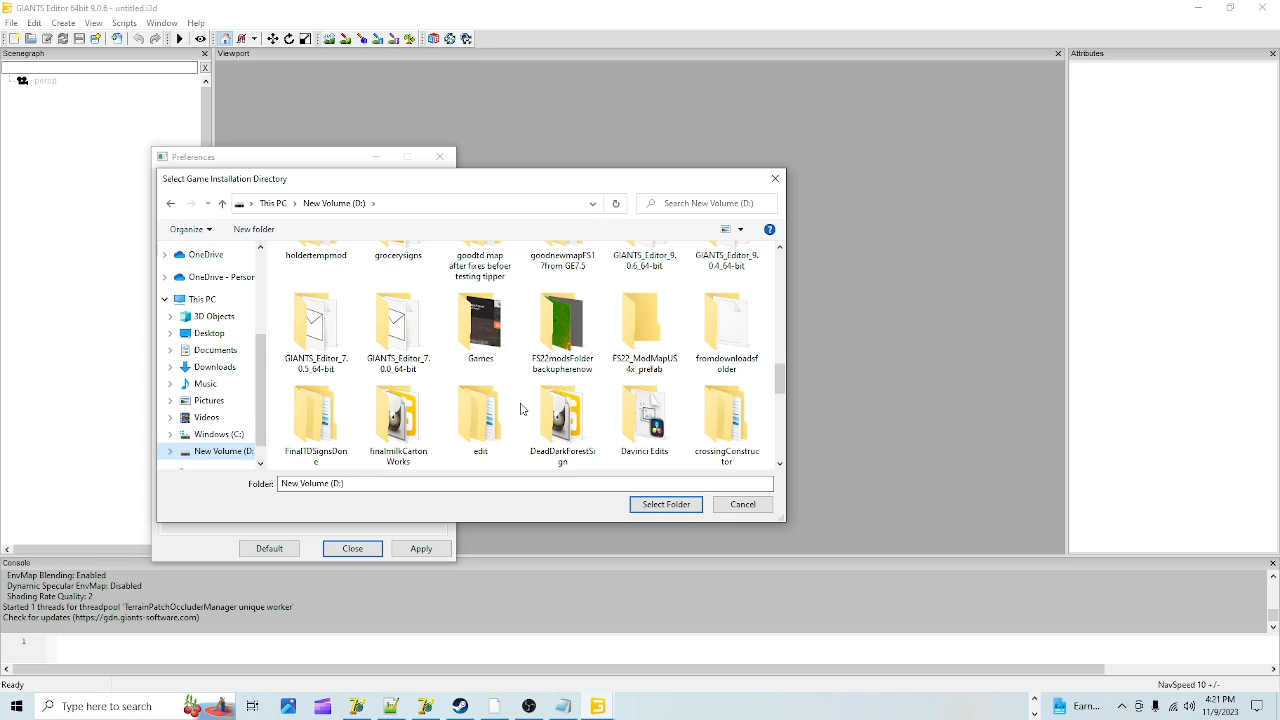 GIANTS Editor 64bit 9.0.6 - untitled.i3d
File Edit Create View Scripts Window Help
Scenegraph
Viewport
Attributes
X
persp
Preferences
Select Game Installation Directory
This PC > New Volume (D:) >
Search New Volume (D:)
Organize
New folder
OneDrive
OneDrive - Person
This PC
3D Objects
Desktop
Documents
Downloads
Music
Pictures
Videos
Windows (C:)
New Volume (D:
holdertempmod
grocerysigns
goodtd map after fixes befoer testing tipper
goodnewmapFS17from GE7.5
GIANTS_Editor_9.0.6_64-bit
GIANTS_Editor_9.0.4_64-bit
GIANTS_Editor_7.0.5_64-bit
GIANTS_Editor_7.0.0_64-bit
Games
FS22modsFolder backupherenow
FS22_ModMapUS4x_prefab
fromdownloadsfolder
FinalTDSignsDone
finalmilkCarton Works
edit
DeadDarkForestSign
Davinci Edits
crossingConstructor
Folder: New Volume (D:)
Select Folder
Cancel
Default
Close
Apply
Console
EnvMap Blending: Enabled
Dynamic Specular EnvMap: Disabled
Shading Rate Quality: 2
Started 1 threads for threadpool 'TerrainPatchOccluderManager unique worker'
Check for updates (https://gdn.giants-software.com)
1
Ready
NavSpeed 10 +/-
Type here to search
Earn...
4:21 PM
11/9/2023